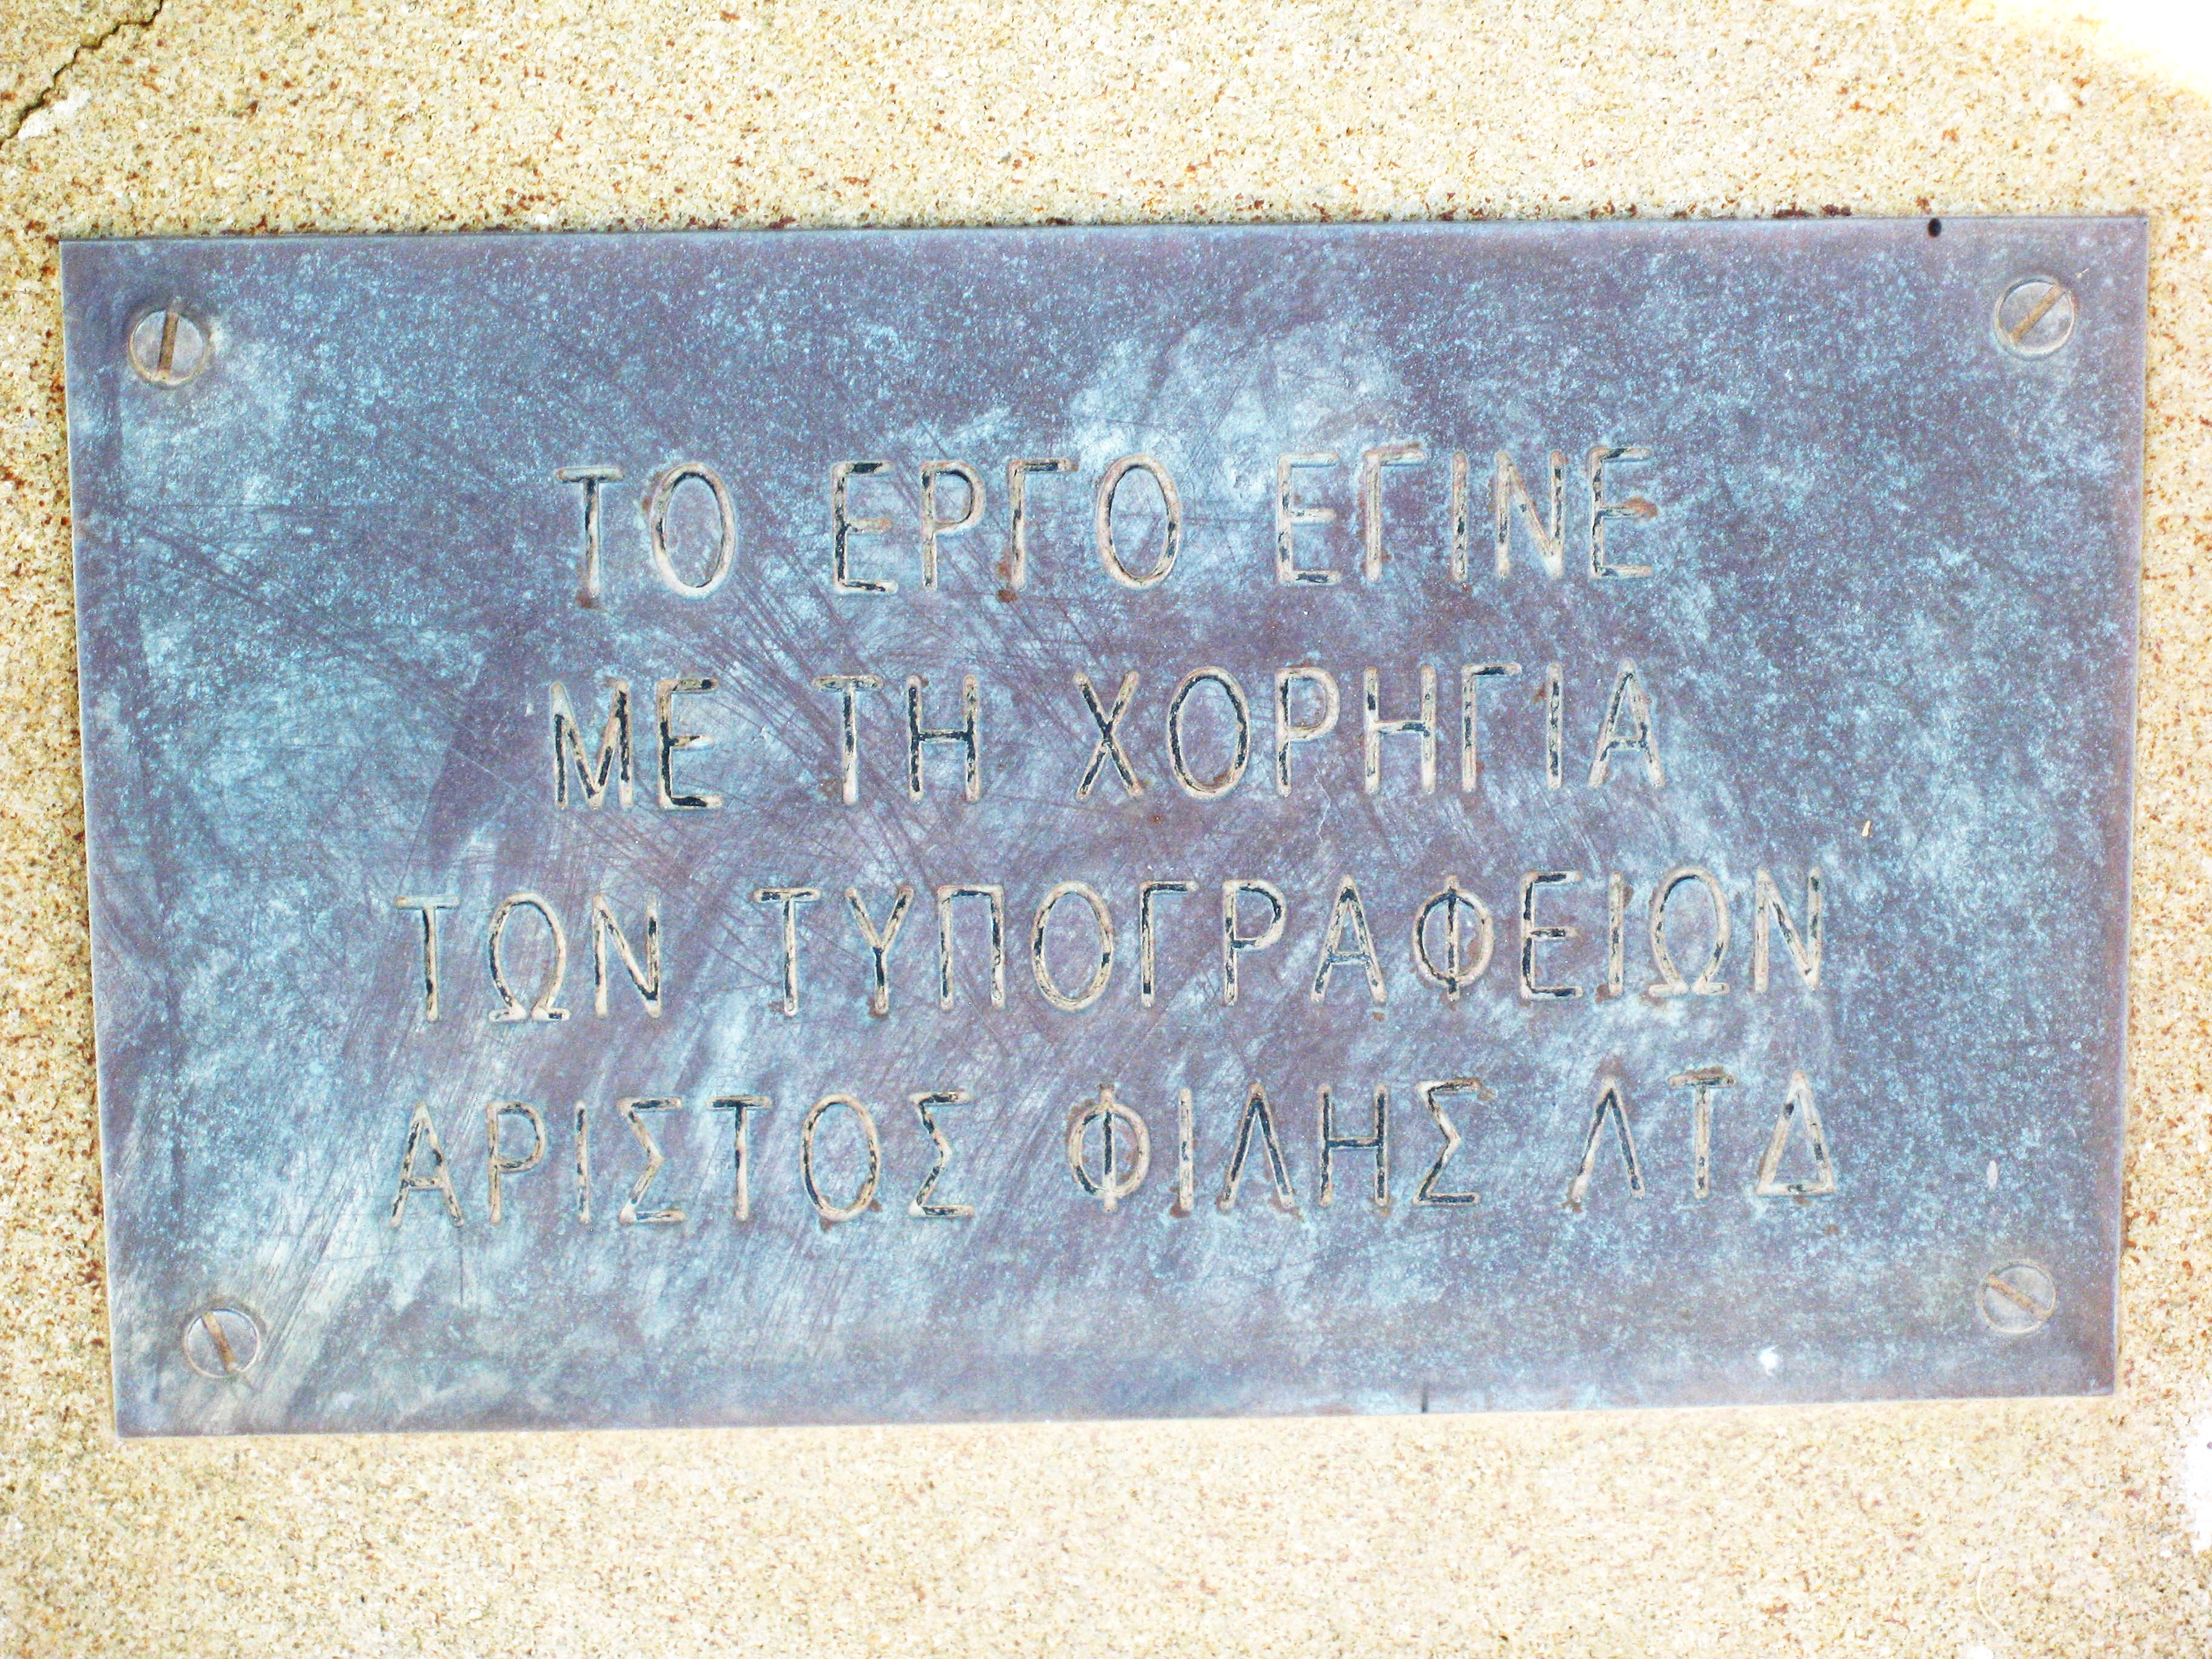 ΤΟ ΕΡΓΟ ΕΓΙΝΕ
ΜΕ ΤΗ ΧΟΡΗΓΙΑ
ΤΩΝ ΤΥΠΟΓΡΑΦΕΙΩΝ
ΑΡΙΣΤΟΣ ΦΙΛΗΣ ΛΤΔ